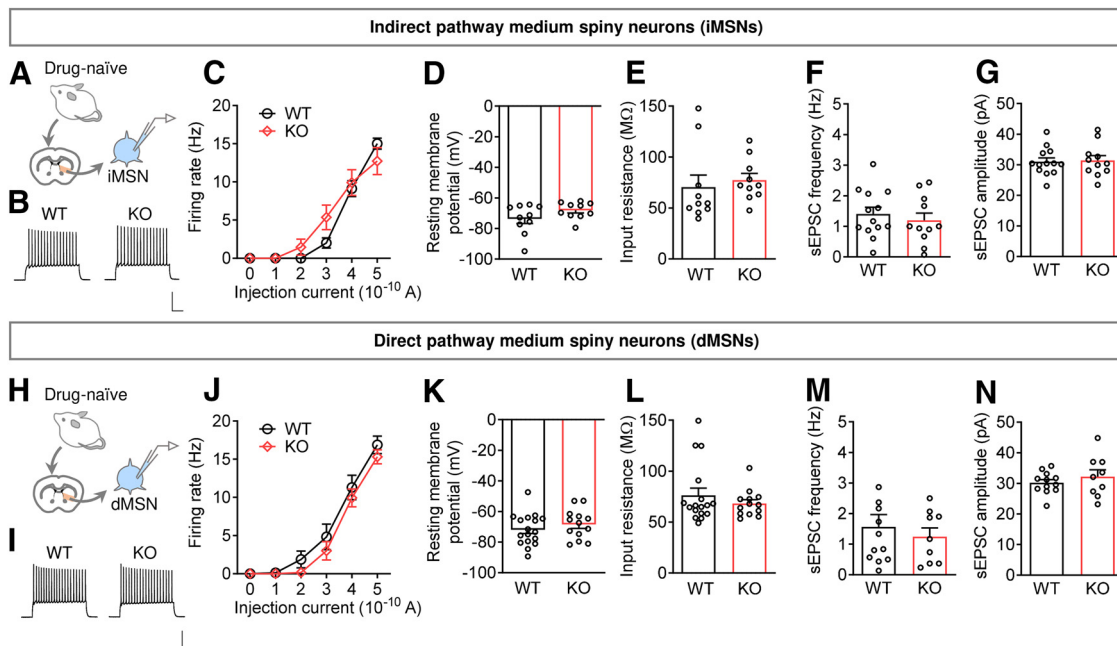 Indirect pathway medium spiny neurons (iMSNs)
A
Drug-naïve
iMSN
B
WT
KO
C
Firing rate (Hz)
20
15
10
5
0
WT
KO
0 1 2 3 4 5
Injection current (10⁻¹⁰ A)
D
Resting membrane
potential (mV)
0
-20
-40
-60
-80
-100
WT KO
E
Input resistance (MΩ)
150
100
50
0
WT KO
F
sEPSC frequency (Hz)
5
4
3
2
1
0
WT KO
G
sEPSC amplitude (pA)
50
40
30
20
10
0
WT KO
Direct pathway medium spiny neurons (dMSNs)
H
Drug-naïve
dMSN
I
WT
KO
J
Firing rate (Hz)
20
15
10
5
0
WT
KO
0 1 2 3 4 5
Injection current (10⁻¹⁰ A)
K
Resting membrane
potential (mV)
0
-20
-40
-60
-80
-100
WT KO
L
Input resistance (MΩ)
150
100
50
0
WT KO
M
sEPSC frequency (Hz)
5
4
3
2
1
0
WT KO
N
sEPSC amplitude (pA)
50
40
30
20
10
0
WT KO